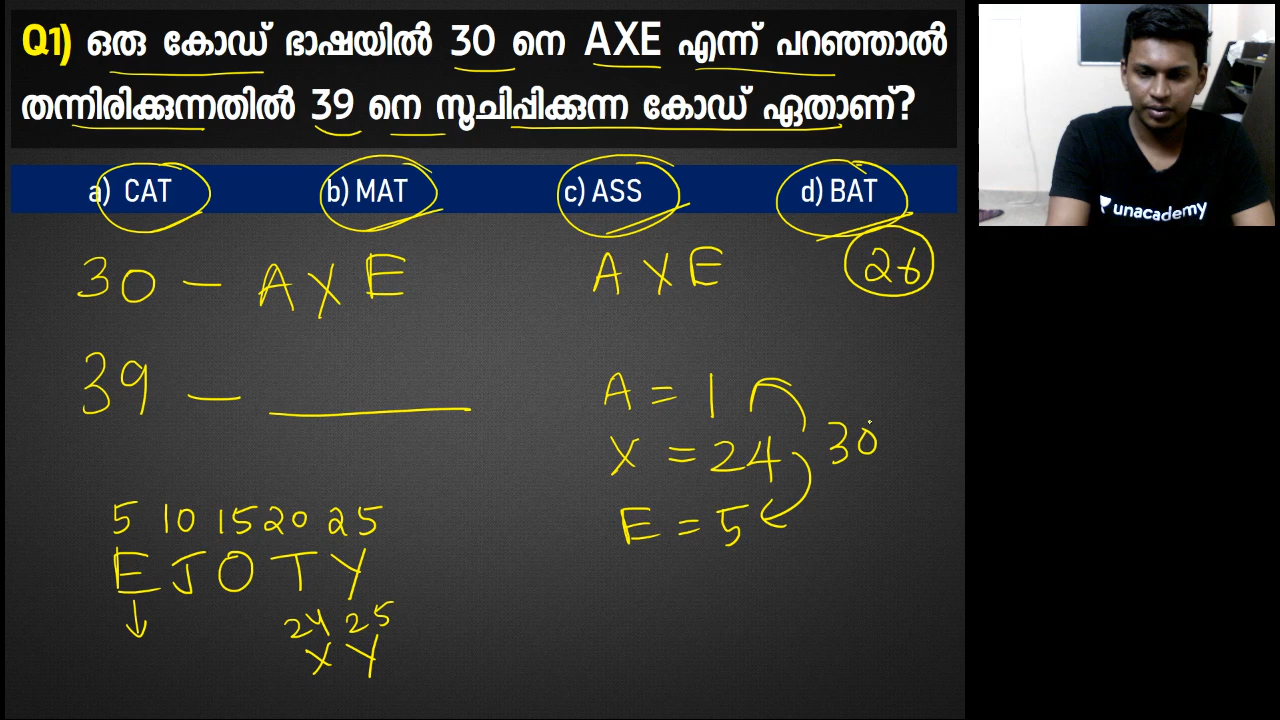 Q1) ഒരു കോഡ് ഭാഷയിൽ 30 നെ AXE എന്ന് പറഞ്ഞാൽ
തന്നിരിക്കുന്നതിൽ 39 നെ സൂചിപ്പിക്കുന്ന കോഡ് ഏതാണ്?
a) CAT b) MAT c) ASS d) BAT
30 – AXE
39 –
5 10 15 20 25
E J O T Y
24 25
X Y
AXE
26
A = 1
X = 24
30
E = 5
unacademy